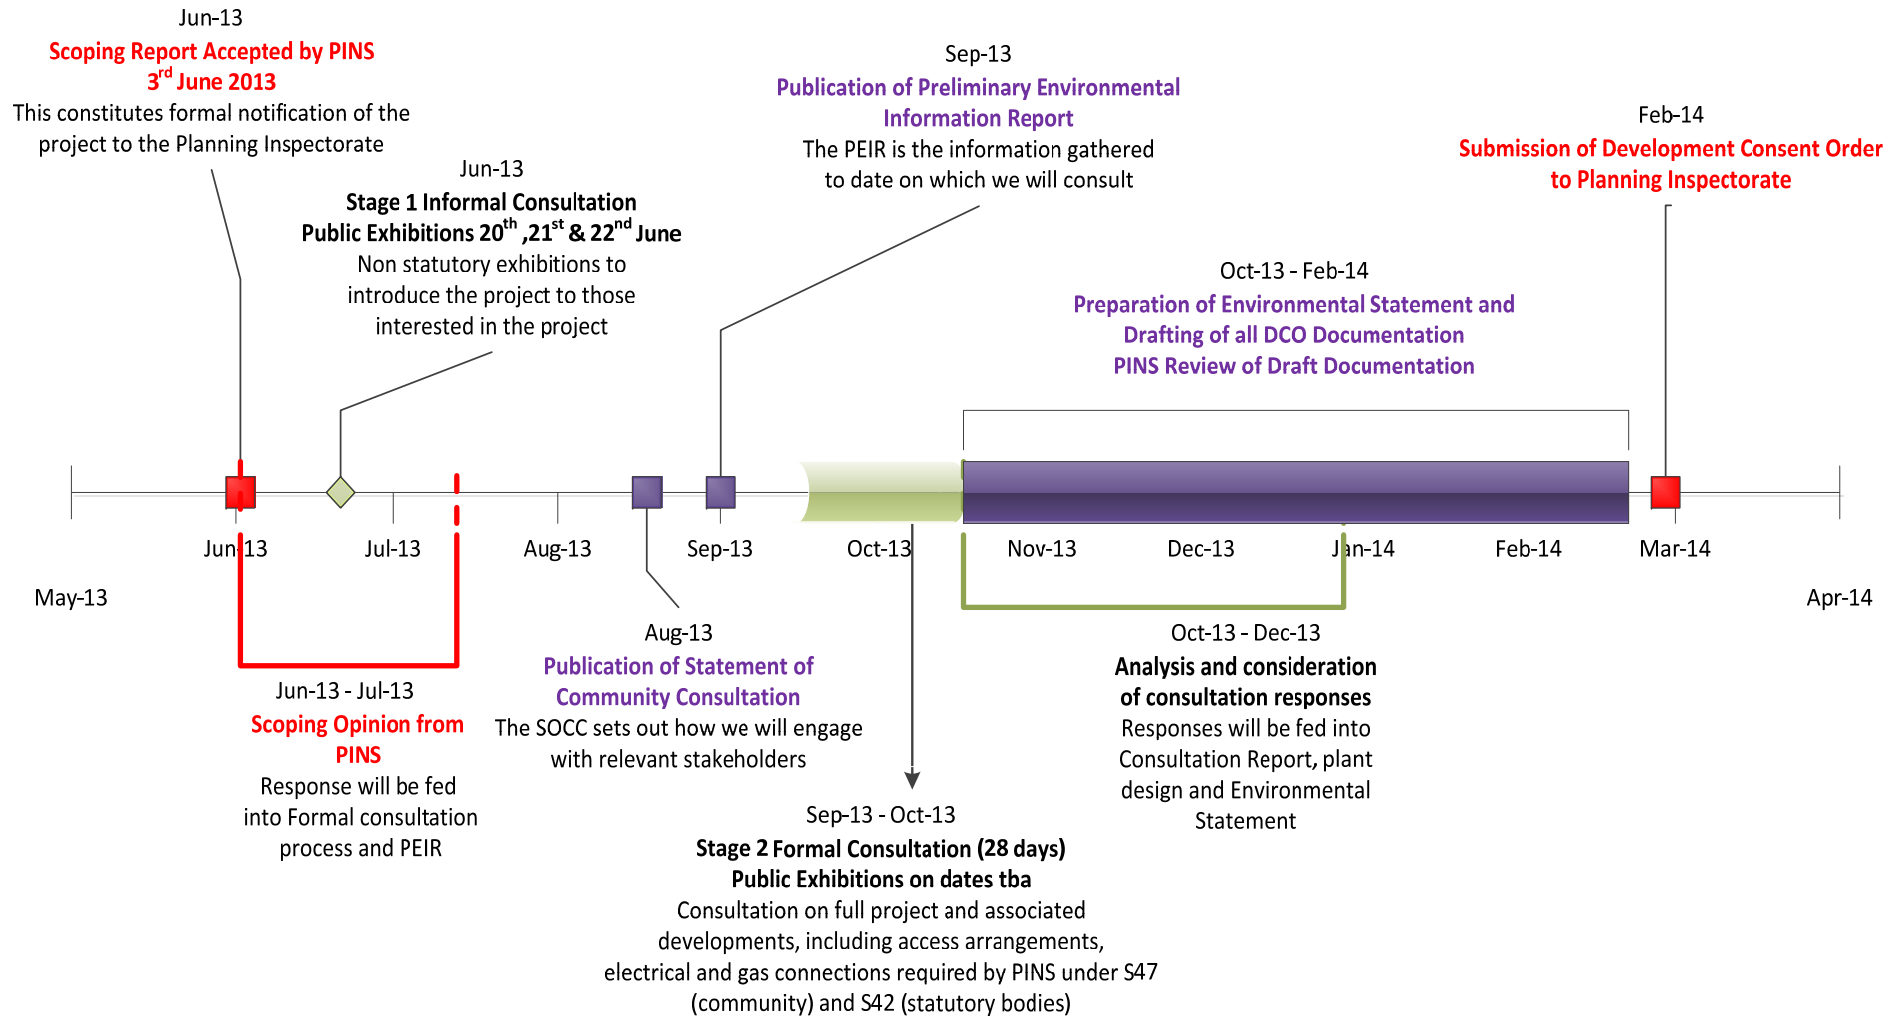 Jun-13
Scoping Report Accepted by PINS
3rd June 2013
This constitutes formal notification of the
project to the Planning Inspectorate
Jun-13
Stage 1 Informal Consultation
Public Exhibitions 20th ,21st & 22nd June
Non statutory exhibitions to
introduce the project to those
interested in the project
Sep-13
Publication of Preliminary Environmental
Information Report
The PEIR is the information gathered
to date on which we will consult
Oct-13 - Feb-14
Preparation of Environmental Statement and
Drafting of all DCO Documentation
PINS Review of Draft Documentation
Feb-14
Submission of Development Consent Order
to Planning Inspectorate
Jun-13 Jul-13 Aug-13 Sep-13 Oct-13 Nov-13 Dec-13 Jan-14 Feb-14 Mar-14
May-13 Apr-14
Jun-13 - Jul-13
Scoping Opinion from
PINS
Response will be fed
into Formal consultation
process and PEIR
Aug-13
Publication of Statement of
Community Consultation
The SOCC sets out how we will engage
with relevant stakeholders
Sep-13 - Oct-13
Stage 2 Formal Consultation (28 days)
Public Exhibitions on dates tba
Consultation on full project and associated
developments, including access arrangements,
electrical and gas connections required by PINS under S47
(community) and S42 (statutory bodies)
Oct-13 - Dec-13
Analysis and consideration
of consultation responses
Responses will be fed into
Consultation Report, plant
design and Environmental
Statement